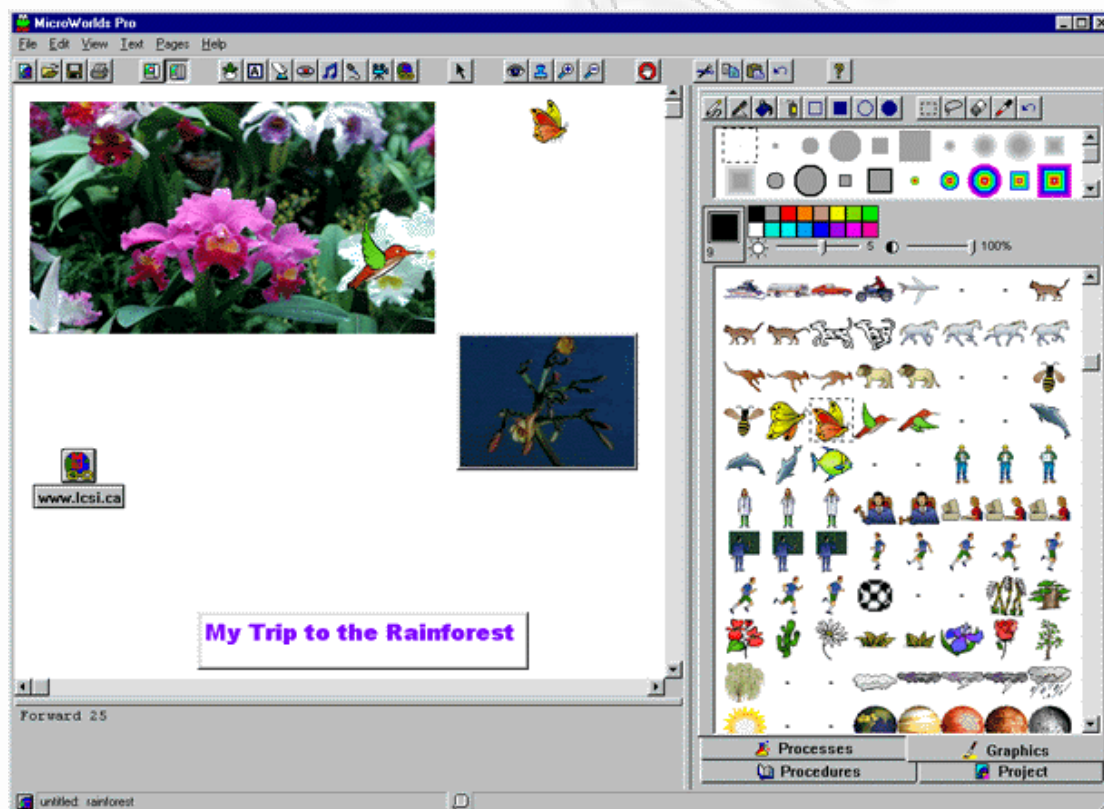 MicroWorlds Pro
File Edit View Text Pages Help
9
5
100%
www.lcsi.ca
My Trip to the Rainforest
Forward 25
Processes
Graphics
Procedures
Project
untitled: rainforest